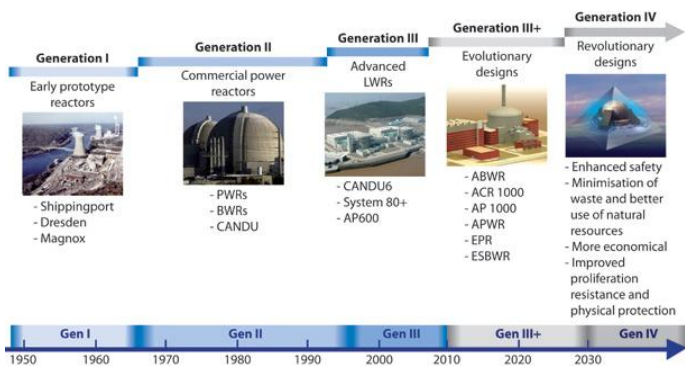 Generation I
Early prototype
reactors
- Shippingport
- Dresden
- Magnox
Generation II
Commercial power
reactors
- PWRs
- BWRs
- CANDU
Generation III
Advanced
LWRs
- CANDU6
- System 80+
- AP600
Generation III+
Evolutionary
designs
- ABWR
- ACR 1000
- AP 1000
- APWR
- EPR
- ESBWR
Generation IV
Revolutionary
designs
- Enhanced safety
- Minimisation of
waste and better
use of natural
resources
- More economical
- Improved
proliferation
resistance and
physical protection
Gen I Gen II Gen III Gen III+ Gen IV
1950 1960 1970 1980 1990 2000 2010 2020 2030